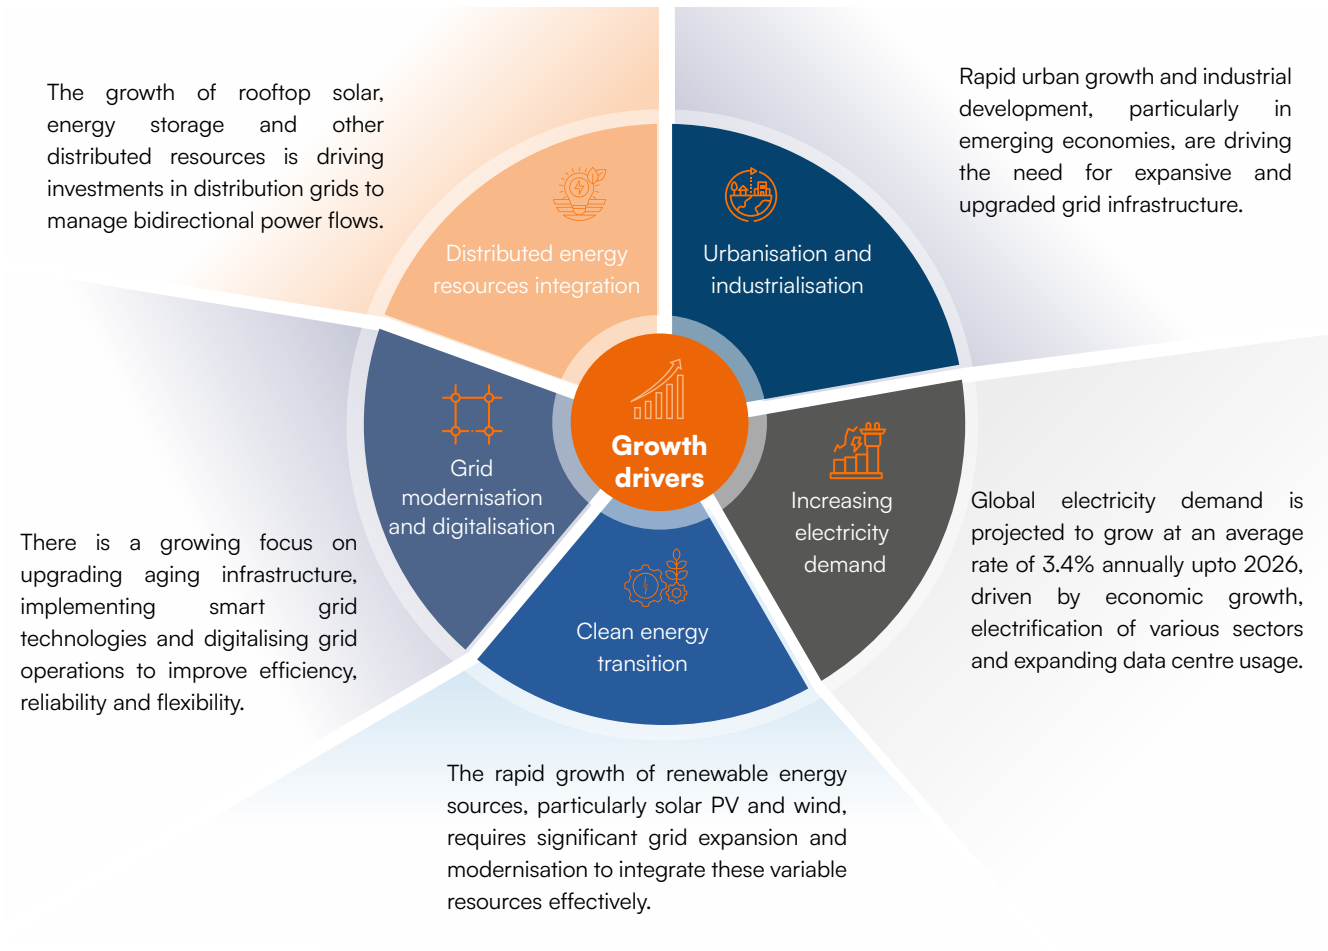 The growth of rooftop solar,
energy storage and other
distributed resources is driving
investments in distribution grids to
manage bidirectional power flows.
Rapid urban growth and industrial
development, particularly in
emerging economies, are driving
the need for expansive and
upgraded grid infrastructure.
Distributed energy
resources integration
Urbanisation and
industrialisation
Growth
drivers
Grid
modernisation
and digitalisation
Increasing
electricity
demand
Clean energy
transition
There is a growing focus on
upgrading aging infrastructure,
implementing smart grid
technologies and digitalising grid
operations to improve efficiency,
reliability and flexibility.
Global electricity demand is
projected to grow at an average
rate of 3.4% annually upto 2026,
driven by economic growth,
electrification of various sectors
and expanding data centre usage.
The rapid growth of renewable energy
sources, particularly solar PV and wind,
requires significant grid expansion and
modernisation to integrate these variable
resources effectively.